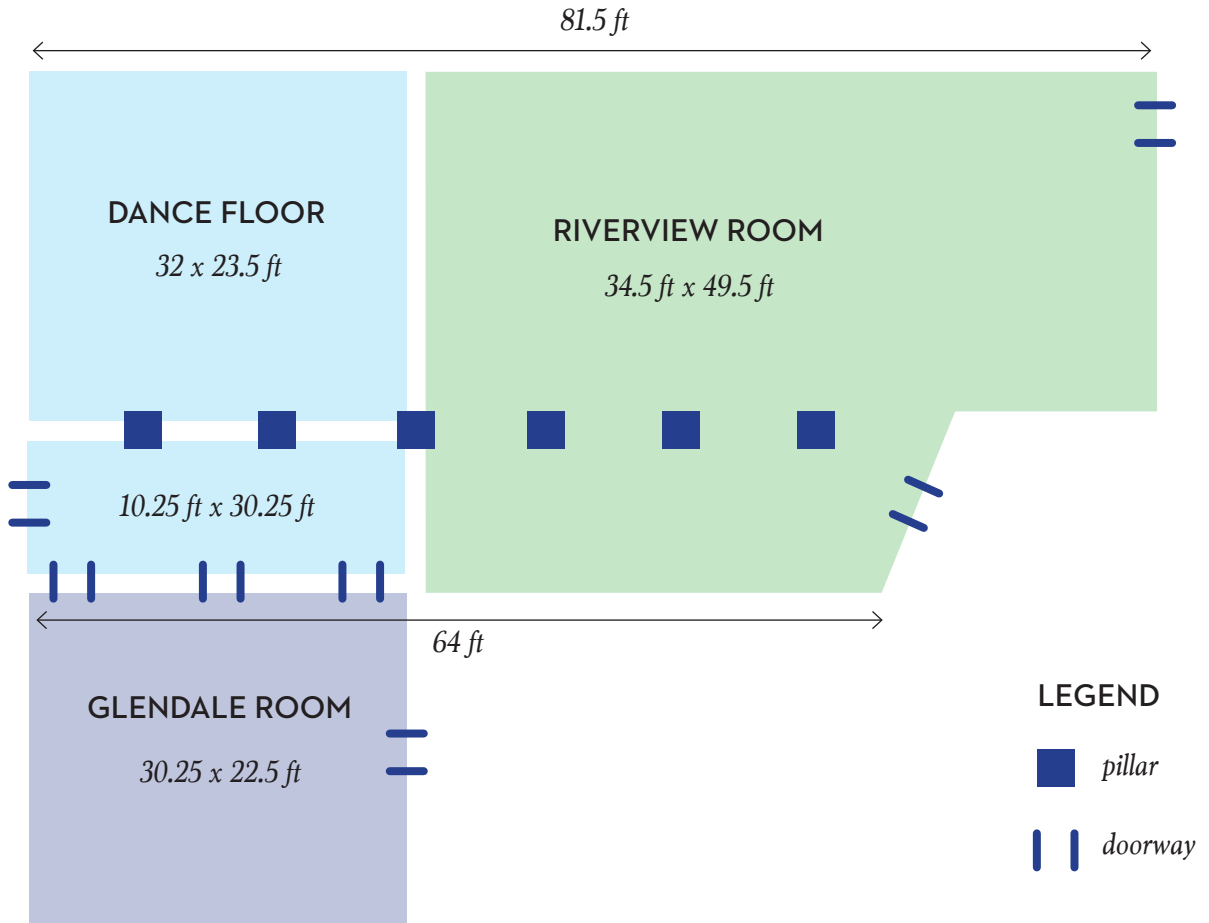 81.5 ft
DANCE FLOOR
32 x 23.5 ft
RIVERVIEW ROOM
34.5 ft x 49.5 ft
10.25 ft x 30.25 ft
64 ft
GLENDALE ROOM
30.25 x 22.5 ft
LEGEND
pillar
doorway